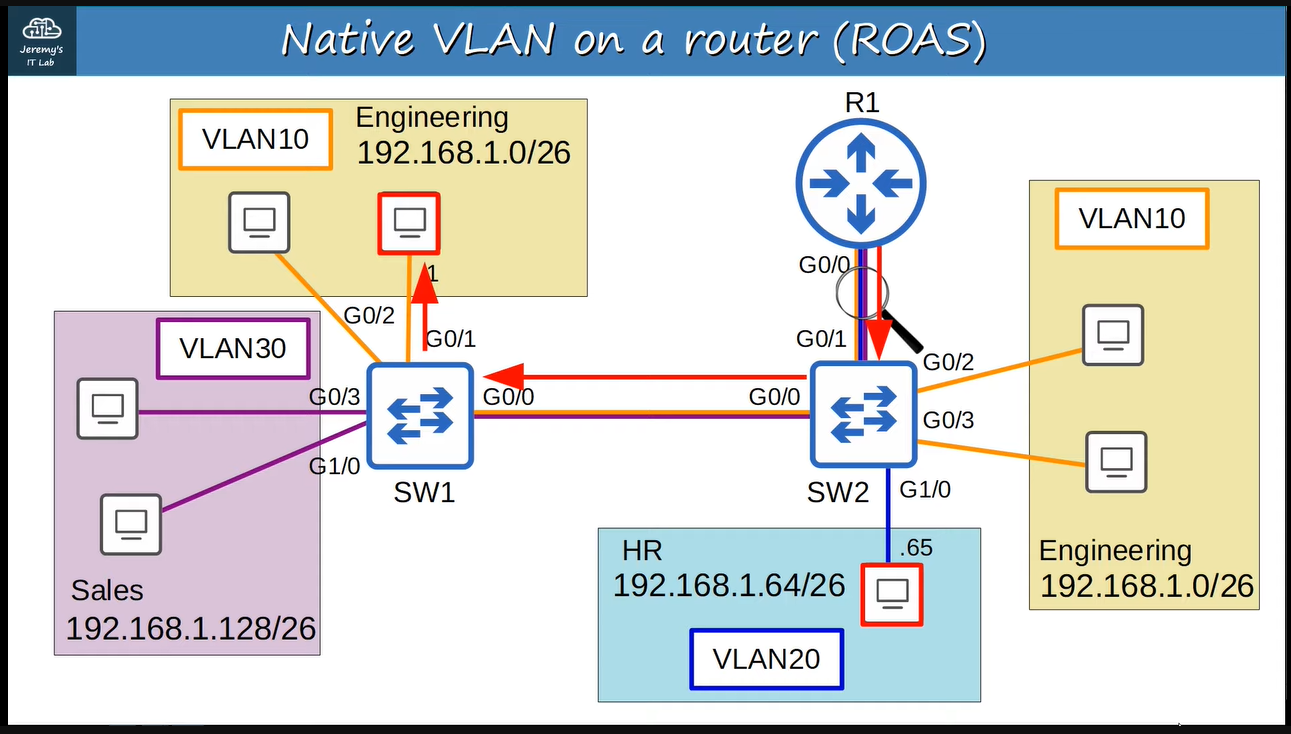 Jeremy's
IT Lab
Native VLAN on a router (ROAS)
R1
VLAN10
Engineering
192.168.1.0/26
VLAN10
G0/0
1
G0/2
G0/1
G0/1
VLAN30
G0/2
G0/3
G0/0
G0/0
G0/3
G1/0
SW1
SW2
G1/0
HR
.65
192.168.1.64/26
VLAN20
Engineering
192.168.1.0/26
Sales
192.168.1.128/26